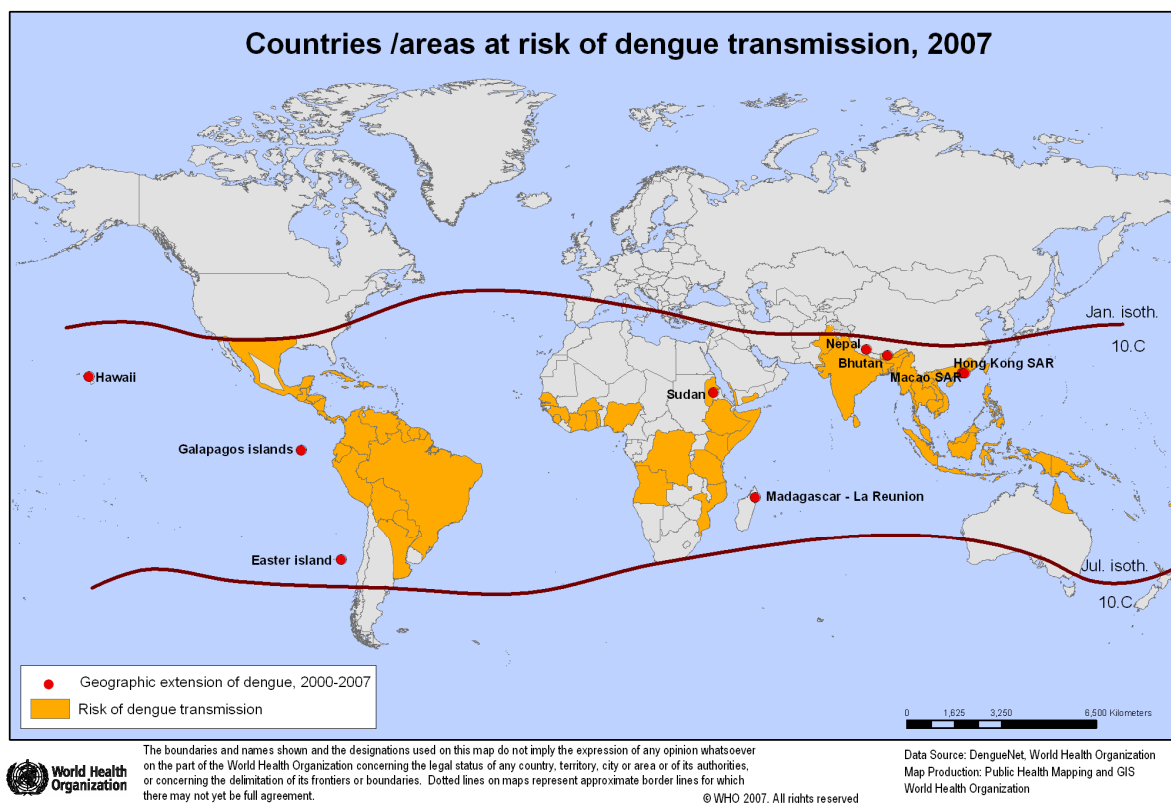 Countries /areas at risk of dengue transmission, 2007
Jan. isoth.
10.C
Nepal
Bhutan
Hong Kong SAR
Macao SAR
Hawaii
Sudan
Galapagos islands
Madagascar - La Reunion
Easter island
Jul. isoth.
10.C
Geographic extension of dengue, 2000-2007
Risk of dengue transmission
0 1,625 3,250 6,500 Kilometers
World Health
Organization
The boundaries and names shown and the designations used on this map do not imply the expression of any opinion whatsoever
on the part of the World Health Organization concerning the legal status of any country, territory, city or area or of its authorities,
or concerning the delimitation of its frontiers or boundaries. Dotted lines on maps represent approximate border lines for which
there may not yet be full agreement.
© WHO 2007. All rights reserved
Data Source: DengueNet, World Health Organization
Map Production: Public Health Mapping and GIS
World Health Organization